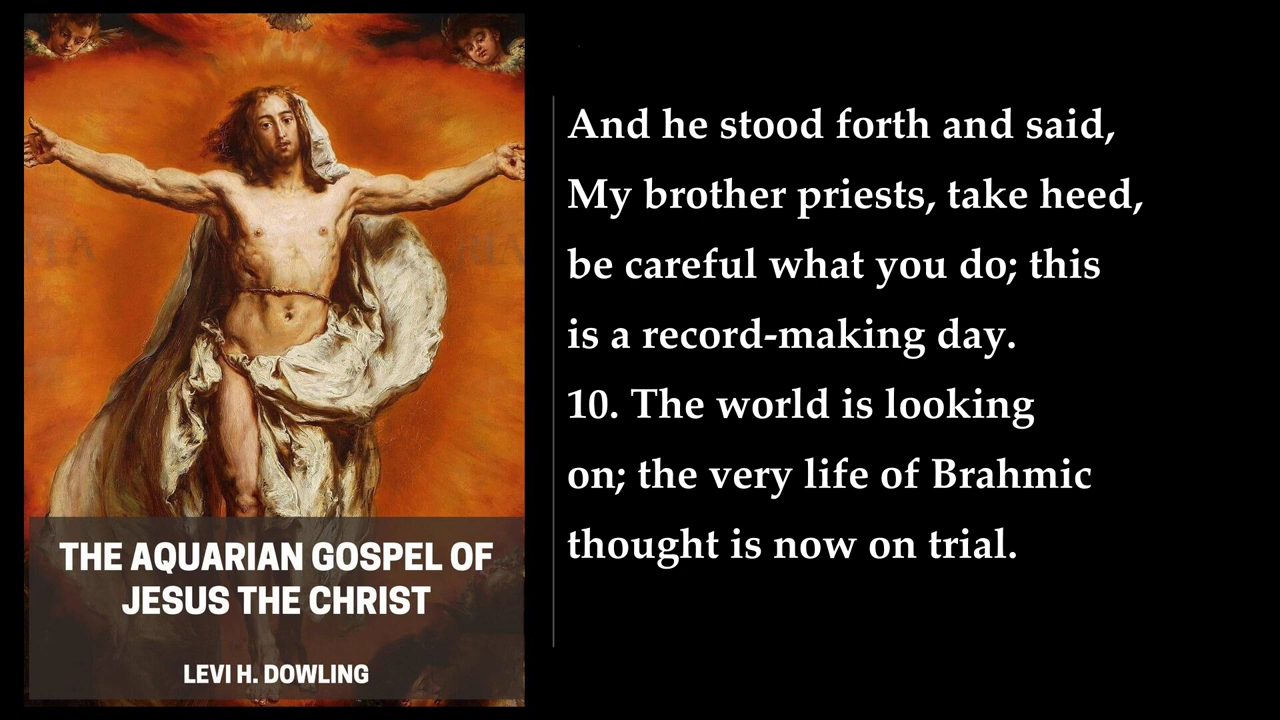 THE AQUARIAN GOSPEL OF
JESUS THE CHRIST
LEVI H. DOWLING
And he stood forth and said,
My brother priests, take heed,
be careful what you do; this
is a record-making day.
10. The world is looking
on; the very life of Brahmic
thought is now on trial.